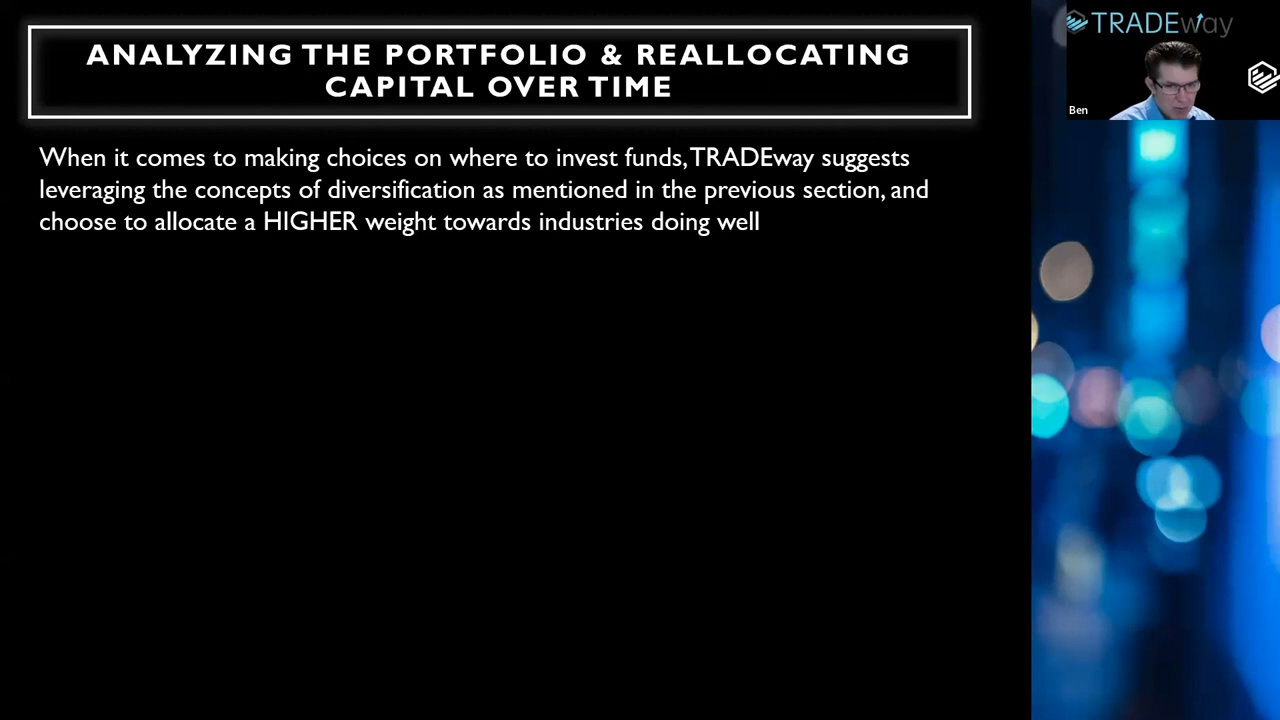 ANALYZING THE PORTFOLIO & REALLOCATING
CAPITAL OVER TIME
When it comes to making choices on where to invest funds, TRADEway suggests
leveraging the concepts of diversification as mentioned in the previous section, and
choose to allocate a HIGHER weight towards industries doing well
TRADEway
Ben